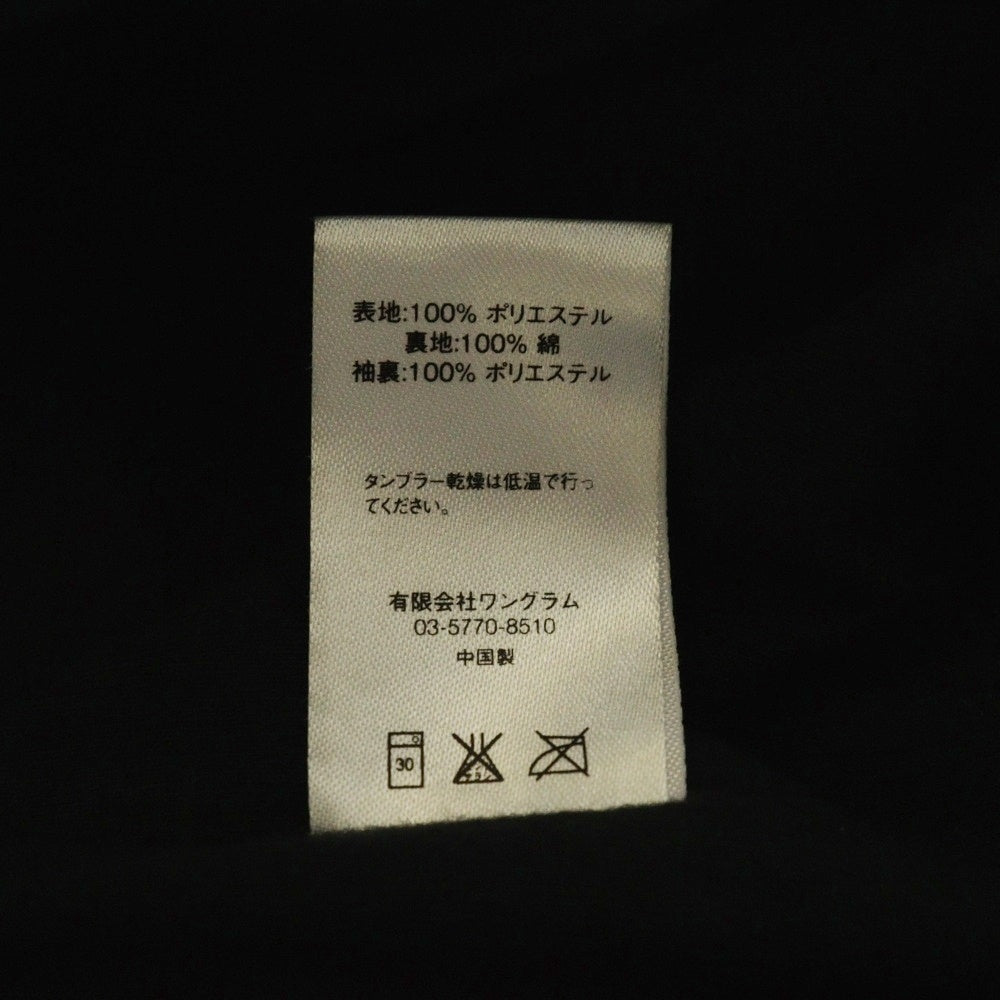 表地:100% ポリエステル
裏地:100% 綿
袖裏:100% ポリエステル
タンブラー乾燥は低温で行っ
てください。
有限会社ワングラム
03-5770-8510
中国製
30